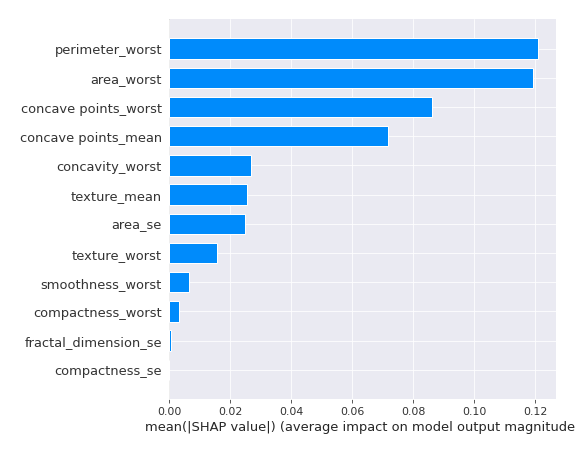 perimeter_worst
area_worst
concave points_worst
concave points_mean
concavity_worst
texture_mean
area_se
texture_worst
smoothness_worst
compactness_worst
fractal_dimension_se
compactness_se
0.00 0.02 0.04 0.06 0.08 0.10 0.12
mean(|SHAP value|) (average impact on model output magnitude